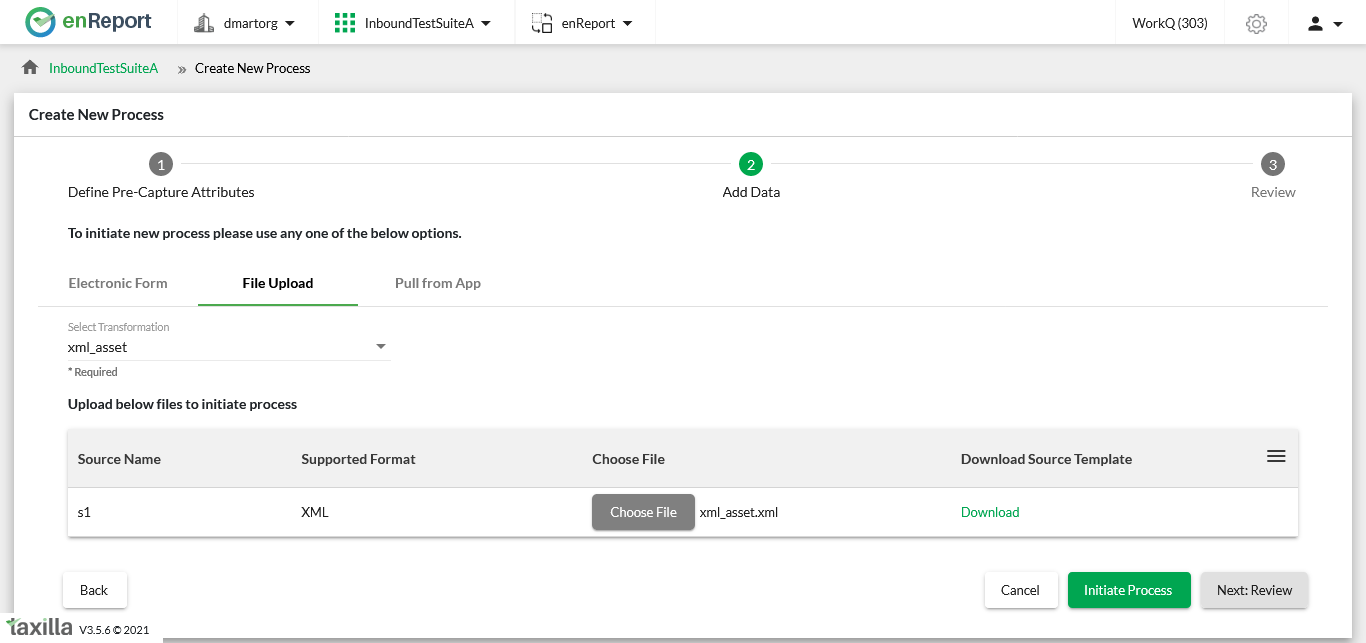 enReport dmartorg InboundTestSuiteA enReport WorkQ (303)
InboundTestSuiteA » Create New Process
Create New Process
1 2 3
Define Pre-Capture Attributes Add Data Review
To initiate new process please use any one of the below options.
Electronic Form File Upload Pull from App
Select Transformation
xml_asset
* Required
Upload below files to initiate process
Source Name Supported Format Choose File Download Source Template
s1 XML Choose File xml_asset.xml Download
Back Cancel Initiate Process Next: Review
taxilla V3.5.6 © 2021